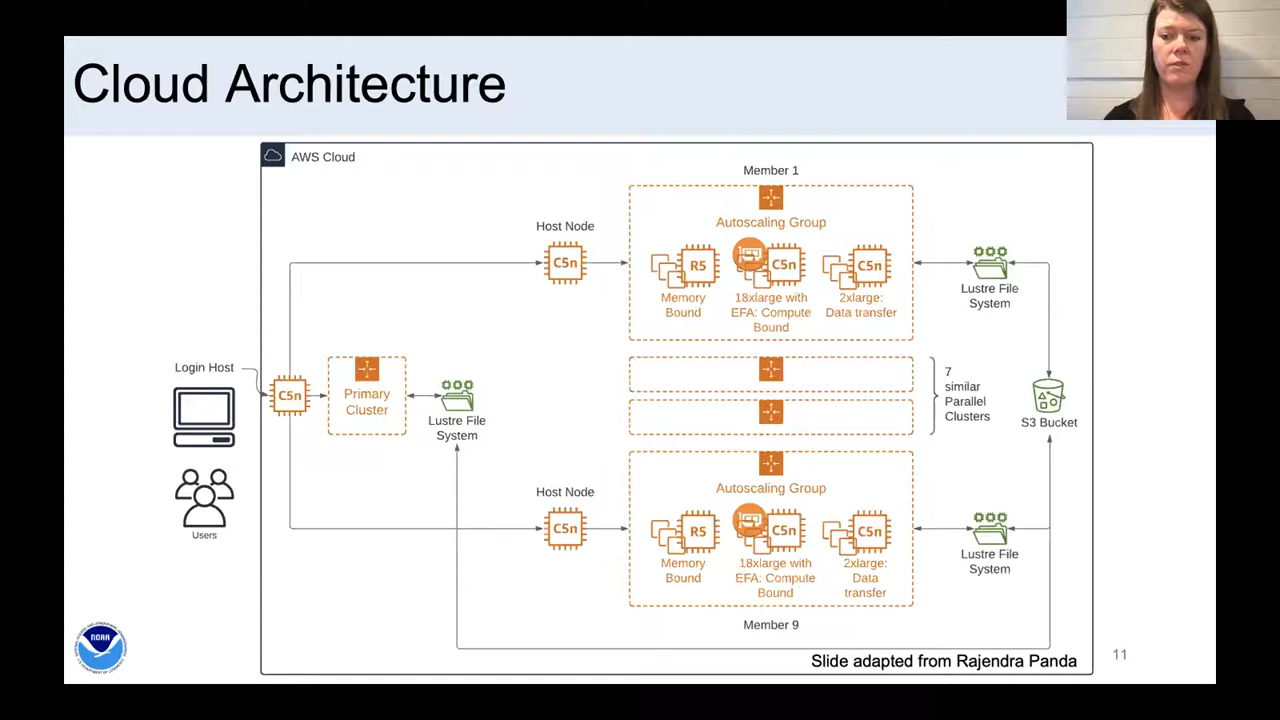 Cloud Architecture
AWS Cloud
Member 1
Autoscaling Group
Host Node
C5n
R5
C5n
C5n
Memory
Bound
18xlarge with
EFA: Compute
Bound
2xlarge:
Data transfer
Lustre File
System
Login Host
C5n
Primary
Cluster
Lustre File
System
7
similar
Parallel
Clusters
S3 Bucket
Users
Host Node
C5n
Autoscaling Group
R5
C5n
C5n
Memory
Bound
18xlarge with
EFA: Compute
Bound
2xlarge:
Data
transfer
Lustre File
System
Member 9
NOAA
Slide adapted from Rajendra Panda
11